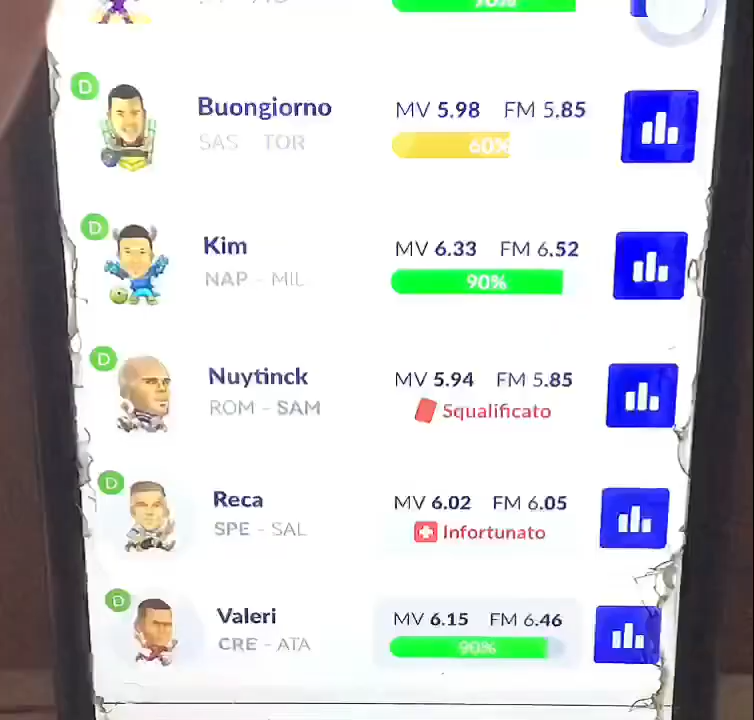 90%
D
Buongiorno MV 5.98 FM 5.85
SAS TOR 60%
D
Kim MV 6.33 FM 6.52
NAP - MIL 90%
D
Nuytinck MV 5.94 FM 5.85
ROM - SAM Squalificato
D
Reca MV 6.02 FM 6.05
SPE - SAL Infortunato
D
Valeri MV 6.15 FM 6.46
CRE - ATA 90%